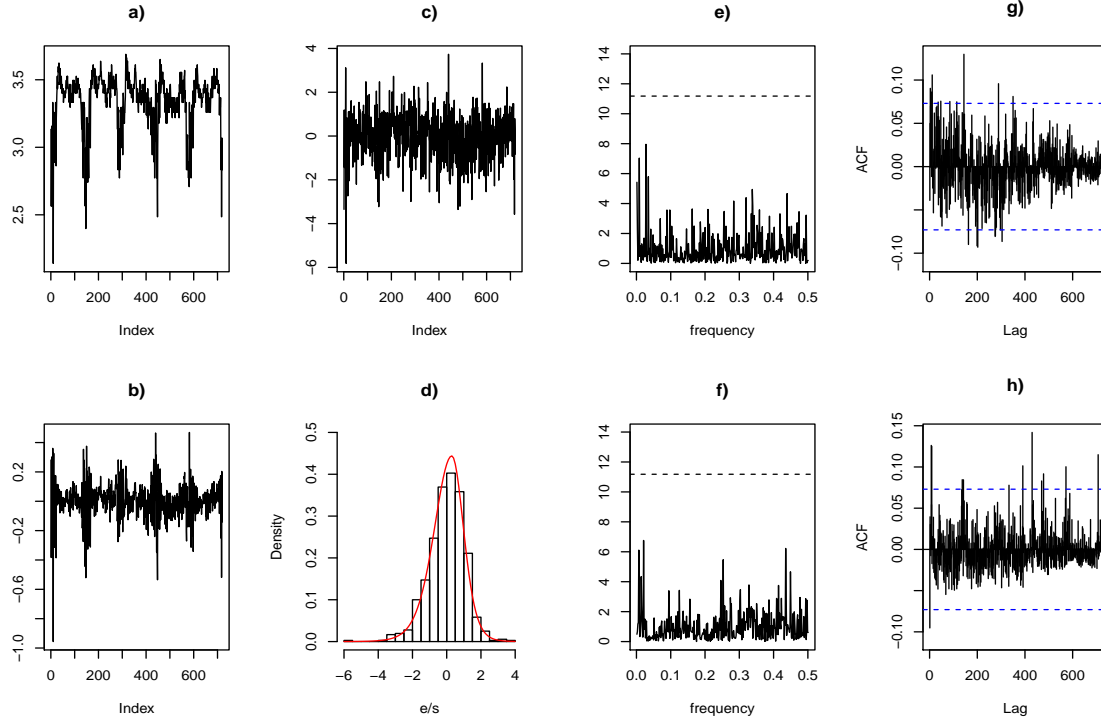 a)
2.5 3.0 3.5
0 200 400 600
Index
c)
−6 −4 −2 0 2 4
0 200 400 600
Index
e)
0 2 4 6 8 10 12 14
0.0 0.1 0.2 0.3 0.4 0.5
frequency
g)
ACF
−0.10 0.00 0.05 0.10
0 200 400 600
Lag
b)
−1.0 −0.6 −0.2 0.2
0 200 400 600
Index
d)
Density
0.0 0.1 0.2 0.3 0.4 0.5
−6 −4 −2 0 2 4
e/s
f)
0 2 4 6 8 10 12 14
0.0 0.1 0.2 0.3 0.4 0.5
frequency
h)
ACF
−0.10 0.00 0.05 0.10 0.15
0 200 400 600
Lag